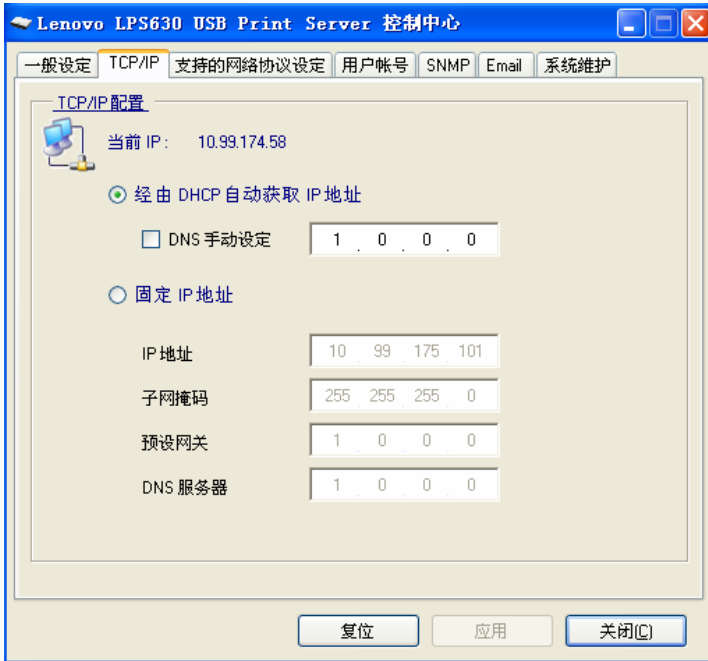 Lenovo LPS630 USB Print Server 控制中心
一般设定 TCP/IP 支持的网络协议设定 用户帐号 SNMP Email 系统维护
TCP/IP 配置
当前 IP: 10.99.174.58
经由 DHCP 自动获取 IP 地址
DNS 手动设定 1 . 0 . 0 . 0
固定 IP 地址
IP 地址 10 . 99 . 175 . 101
子网掩码 255 . 255 . 255 . 0
预设网关 1 . 0 . 0 . 0
DNS 服务器 1 . 0 . 0 . 0
复位 应用 关闭(C)